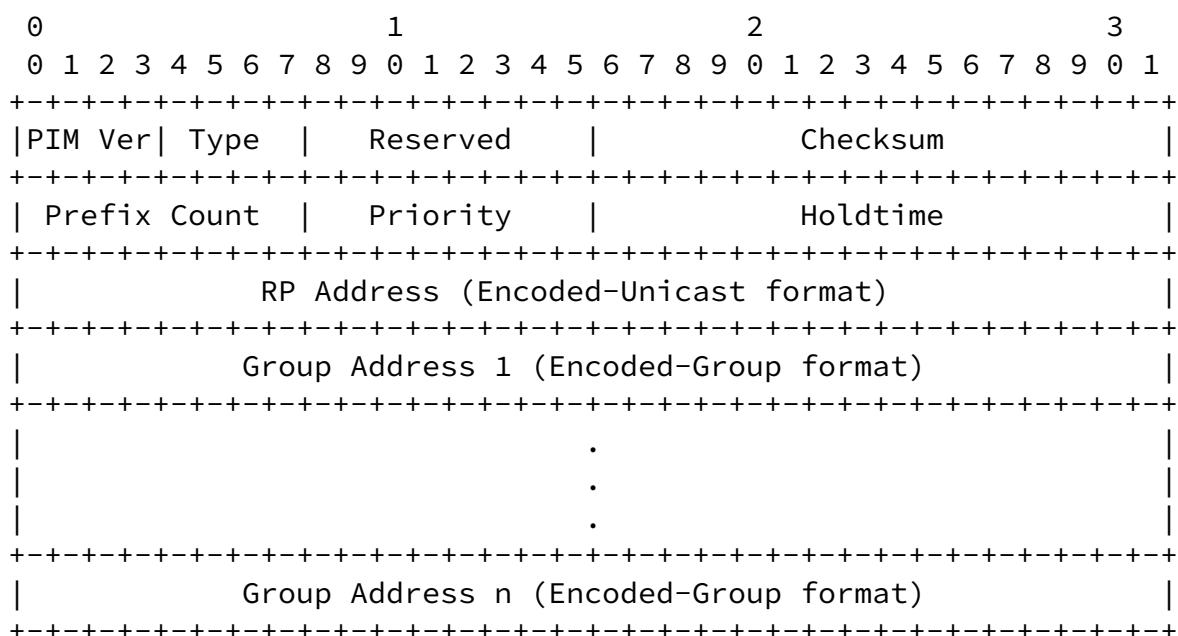 0                   1                   2                   3
 0 1 2 3 4 5 6 7 8 9 0 1 2 3 4 5 6 7 8 9 0 1 2 3 4 5 6 7 8 9 0 1
+-+-+-+-+-+-+-+-+-+-+-+-+-+-+-+-+-+-+-+-+-+-+-+-+-+-+-+-+-+-+-+-+
|PIM Ver| Type  |   Reserved    |           Checksum            |
+-+-+-+-+-+-+-+-+-+-+-+-+-+-+-+-+-+-+-+-+-+-+-+-+-+-+-+-+-+-+-+-+
| Prefix Count  |   Priority    |           Holdtime            |
+-+-+-+-+-+-+-+-+-+-+-+-+-+-+-+-+-+-+-+-+-+-+-+-+-+-+-+-+-+-+-+-+
|             RP Address (Encoded-Unicast format)               |
+-+-+-+-+-+-+-+-+-+-+-+-+-+-+-+-+-+-+-+-+-+-+-+-+-+-+-+-+-+-+-+-+
|            Group Address 1 (Encoded-Group format)             |
+-+-+-+-+-+-+-+-+-+-+-+-+-+-+-+-+-+-+-+-+-+-+-+-+-+-+-+-+-+-+-+-+
|                               .                               |
|                               .                               |
|                               .                               |
+-+-+-+-+-+-+-+-+-+-+-+-+-+-+-+-+-+-+-+-+-+-+-+-+-+-+-+-+-+-+-+-+
|            Group Address n (Encoded-Group format)             |
+-+-+-+-+-+-+-+-+-+-+-+-+-+-+-+-+-+-+-+-+-+-+-+-+-+-+-+-+-+-+-+-+